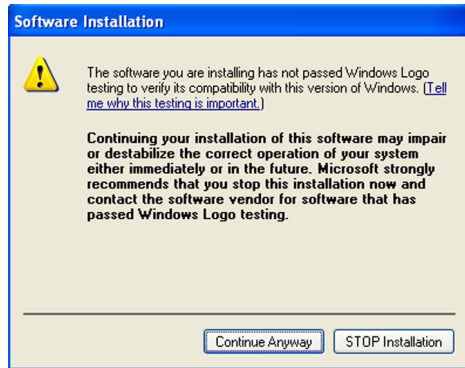 Software Installation
The software you are installing has not passed Windows Logo
testing to verify its compatibility with this version of Windows. (Tell
me why this testing is important.)
Continuing your installation of this software may impair
or destabilize the correct operation of your system
either immediately or in the future. Microsoft strongly
recommends that you stop this installation now and
contact the software vendor for software that has
passed Windows Logo testing.
Continue Anyway
STOP Installation